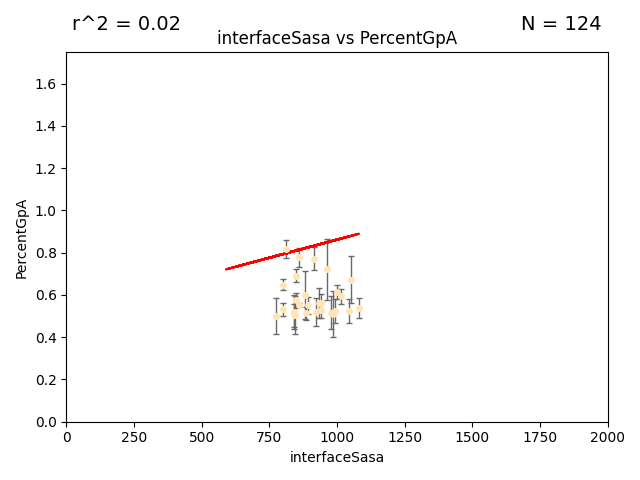 r^2 = 0.02
N = 124
interfaceSasa vs PercentGpA
PercentGpA
1.6
1.4
1.2
1.0
0.8
0.6
0.4
0.2
0.0
0 250 500 750 1000 1250 1500 1750 2000
interfaceSasa